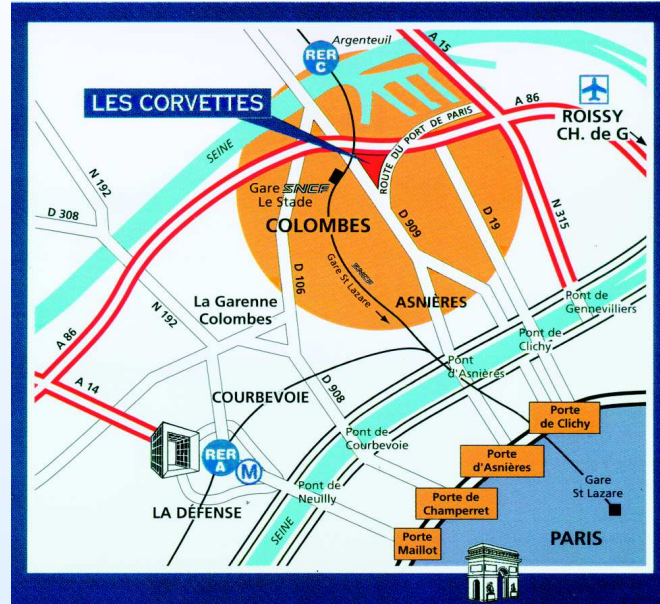 Argenteuil
RER
C
A 15
LES CORVETTES
A 86
ROISSY
CH. de G
SEINE
ROUTE DU PORT DE PARIS
N 192
D 308
Gare SNCF
Le Stade
COLOMBES
D 909
D 19
N 315
D 106
SNCF
Gare St Lazare
ASNIÈRES
La Garenne
Colombes
N 192
Pont de
Gennevilliers
Pont de
Clichy
A 86
A 14
Pont
d'Asnières
COURBEVOIE
D 908
Porte
de Clichy
Pont de
Courbevoie
RER
A
M
Porte
d'Asnières
Pont de
Neuilly
Porte de
Champerret
Gare
St Lazare
LA DÉFENSE
SEINE
Porte
Maillot
PARIS